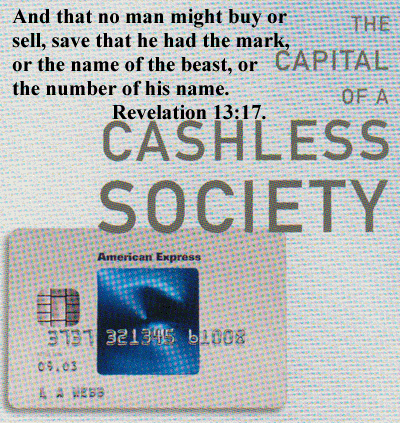 And that no man might buy or
sell, save that he had the mark,
or the name of the beast, or
the number of his name.
Revelation 13:17.
THE
CAPITAL
OF A
CASHLESS
SOCIETY
American Express
3737 321345 61008
09.03
L A WEBB